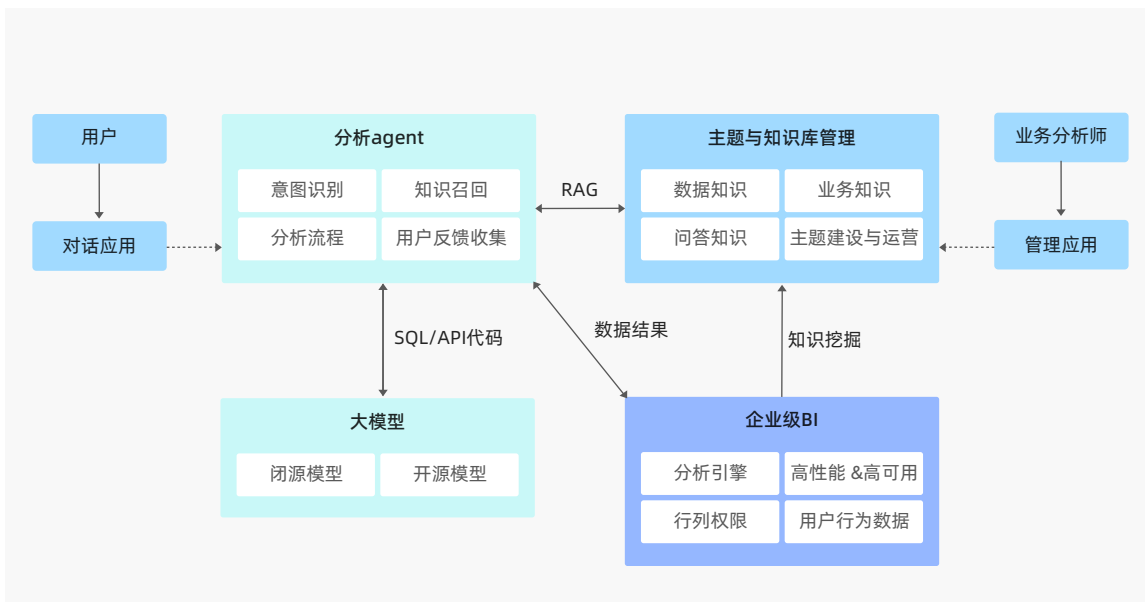 用户
对话应用
分析agent
意图识别
知识召回
分析流程
用户反馈收集
RAG
主题与知识库管理
数据知识
业务知识
问答知识
主题建设与运营
业务分析师
管理应用
SQL/API代码
数据结果
知识挖掘
大模型
闭源模型
开源模型
企业级BI
分析引擎
高性能 &高可用
行列权限
用户行为数据